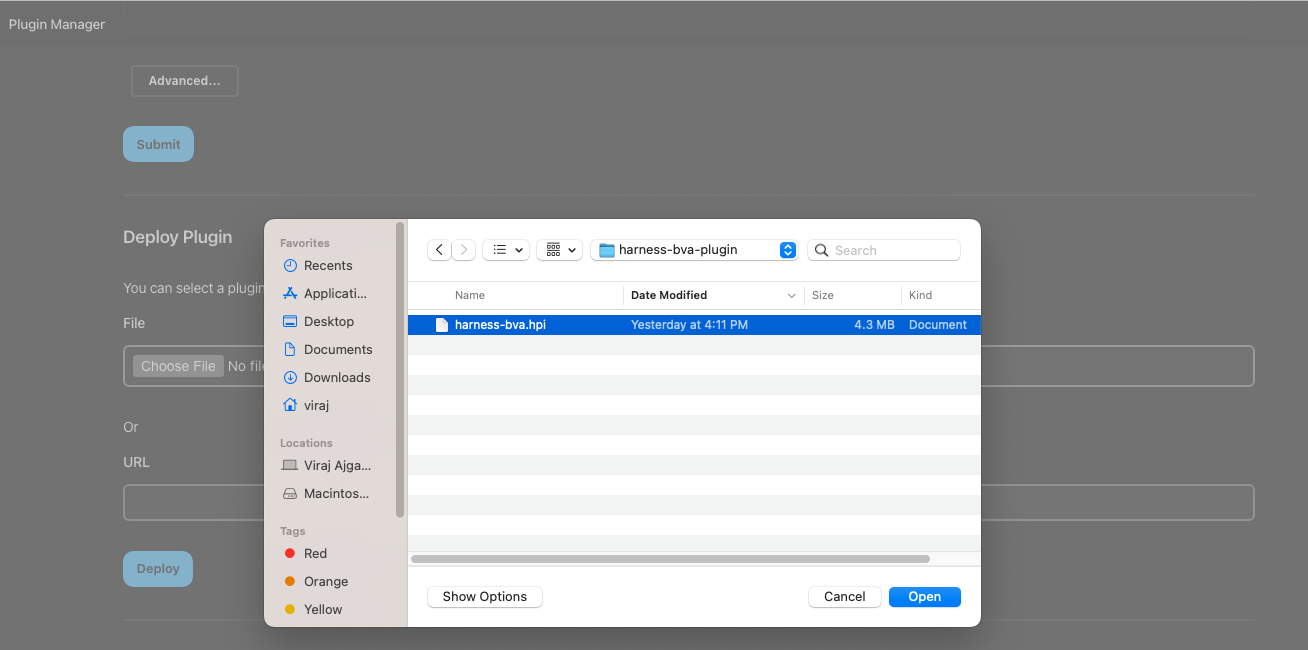 Plugin Manager
Advanced...
Submit
Deploy Plugin
You can select a plugin
File
Choose File No file
Or
URL
Deploy
Favorites
Recents
Applicati...
Desktop
Documents
Downloads
viraj
Locations
Viraj Ajga...
Macintos...
Tags
Red
Orange
Yellow
harness-bva-plugin
Search
Name Date Modified Size Kind
harness-bva.hpi Yesterday at 4:11 PM 4.3 MB Document
Show Options Cancel Open